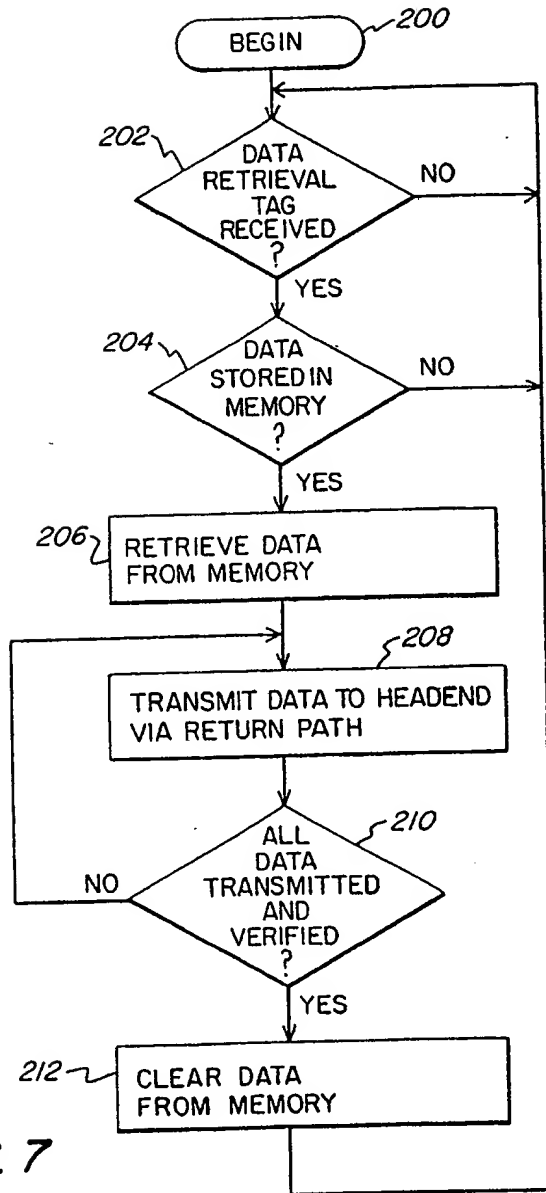 BEGIN
200
202
DATA
RETRIEVAL
TAG
RECEIVED
?
NO
YES
204
DATA
STORED IN
MEMORY
?
NO
YES
206
RETRIEVE DATA
FROM MEMORY
208
TRANSMIT DATA TO HEADEND
VIA RETURN PATH
210
ALL
DATA
TRANSMITTED
AND
VERIFIED
?
NO
YES
212
CLEAR DATA
FROM MEMORY
7